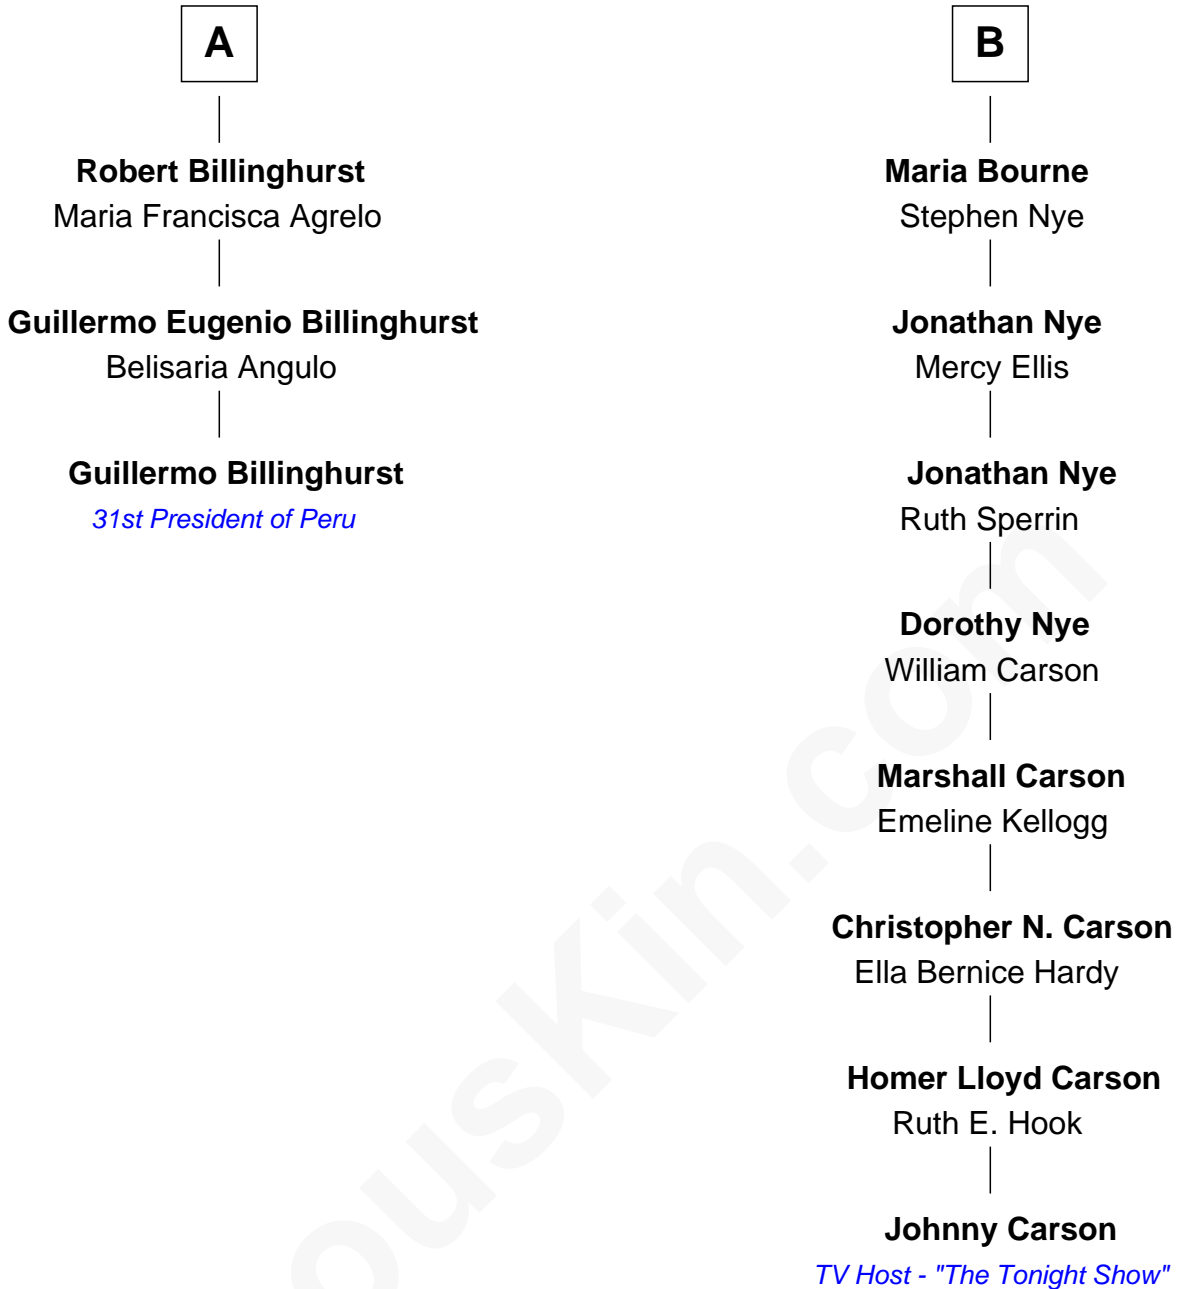 A
Robert Billinghurst
Maria Francisca Agrelo
Guillermo Eugenio Billinghurst
Belisaria Angulo
Guillermo Billinghurst
31st President of Peru
B
Maria Bourne
Stephen Nye
Jonathan Nye
Mercy Ellis
Jonathan Nye
Ruth Sperrin
Dorothy Nye
William Carson
Marshall Carson
Emeline Kellogg
Christopher N. Carson
Ella Bernice Hardy
Homer Lloyd Carson
Ruth E. Hook
Johnny Carson
TV Host - "The Tonight Show"
ouskin.com